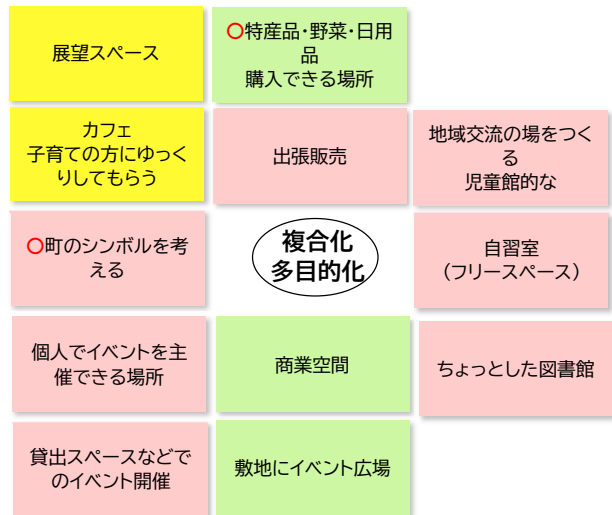 展望スペース
○特産品・野菜・日用
品
購入できる場所
カフェ
子育ての方にゆっく
りしてもらう
出張販売
地域交流の場をつく
る
児童館的な
○町のシンボルを考
える
複合化
多目的化
自習室
（フリースペース）
個人でイベントを主
催できる場所
商業空間
ちょっとした図書館
貸出スペースなどで
のイベント開催
敷地にイベント広場